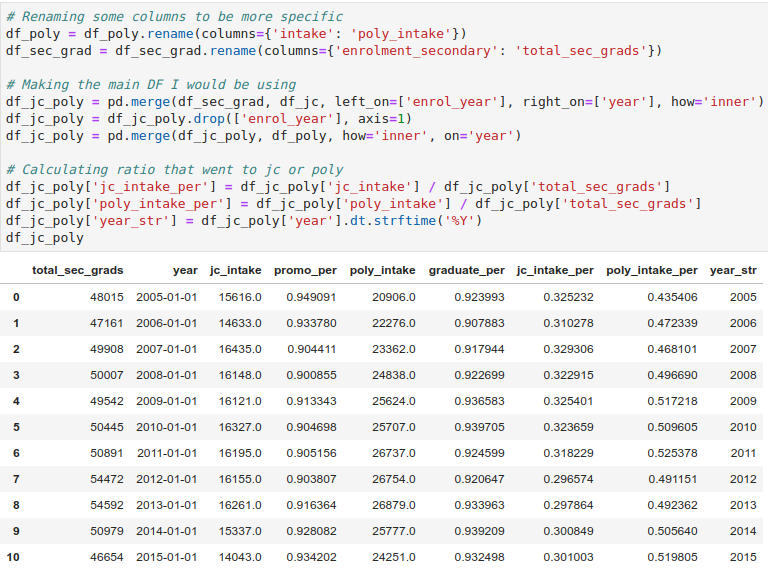 # Renaming some columns to be more specific
df_poly = df_poly.rename(columns={'intake': 'poly_intake'})
df_sec_grad = df_sec_grad.rename(columns={'enrolment_secondary': 'total_sec_grads'})
# Making the main DF I would be using
df_jc_poly = pd.merge(df_sec_grad, df_jc, left_on=['enrol_year'], right_on=['year'], how='inner')
df_jc_poly = df_jc_poly.drop(['enrol_year'], axis=1)
df_jc_poly = pd.merge(df_jc_poly, df_poly, how='inner', on='year')
# Calculating ratio that went to jc or poly
df_jc_poly['jc_intake_per'] = df_jc_poly['jc_intake'] / df_jc_poly['total_sec_grads']
df_jc_poly['poly_intake_per'] = df_jc_poly['poly_intake'] / df_jc_poly['total_sec_grads']
df_jc_poly['year_str'] = df_jc_poly['year'].dt.strftime('%Y')
df_jc_poly
total_sec_grads year jc_intake promo_per poly_intake graduate_per jc_intake_per poly_intake_per year_str
0 48015 2005-01-01 15616.0 0.949091 20906.0 0.923993 0.325232 0.435406 2005
1 47161 2006-01-01 14633.0 0.933780 22276.0 0.907883 0.310278 0.472339 2006
2 49908 2007-01-01 16435.0 0.904411 23362.0 0.917944 0.329306 0.468101 2007
3 50007 2008-01-01 16148.0 0.900855 24838.0 0.922699 0.322915 0.496690 2008
4 49542 2009-01-01 16121.0 0.913343 25624.0 0.936583 0.325401 0.517218 2009
5 50445 2010-01-01 16327.0 0.904698 25707.0 0.939705 0.323659 0.509605 2010
6 50891 2011-01-01 16195.0 0.905156 26737.0 0.924599 0.318229 0.525378 2011
7 54472 2012-01-01 16155.0 0.903807 26754.0 0.920647 0.296574 0.491151 2012
8 54592 2013-01-01 16261.0 0.916364 26879.0 0.933963 0.297864 0.492362 2013
9 50979 2014-01-01 15337.0 0.928082 25777.0 0.939209 0.300849 0.505640 2014
10 46654 2015-01-01 14043.0 0.934202 24251.0 0.932498 0.301003 0.519805 2015